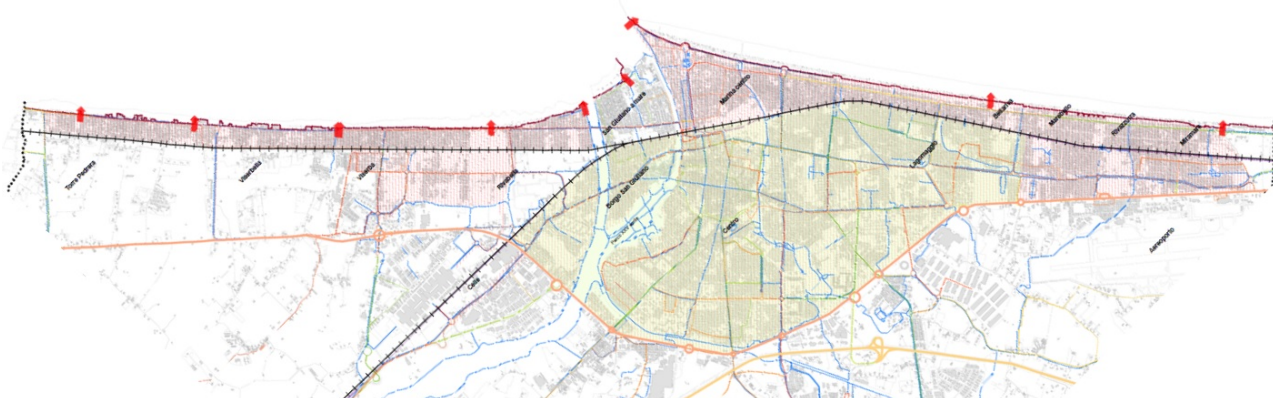 Torre Pedrera
Viserbella
Viserba
Rivabella
San Giuliano a mare
Marina centro
Borgo San Giuliano
Celle
Centro
Lagomaggio
Bellariva
Marebello
Rivazzurra
Miramare
Aeroporto